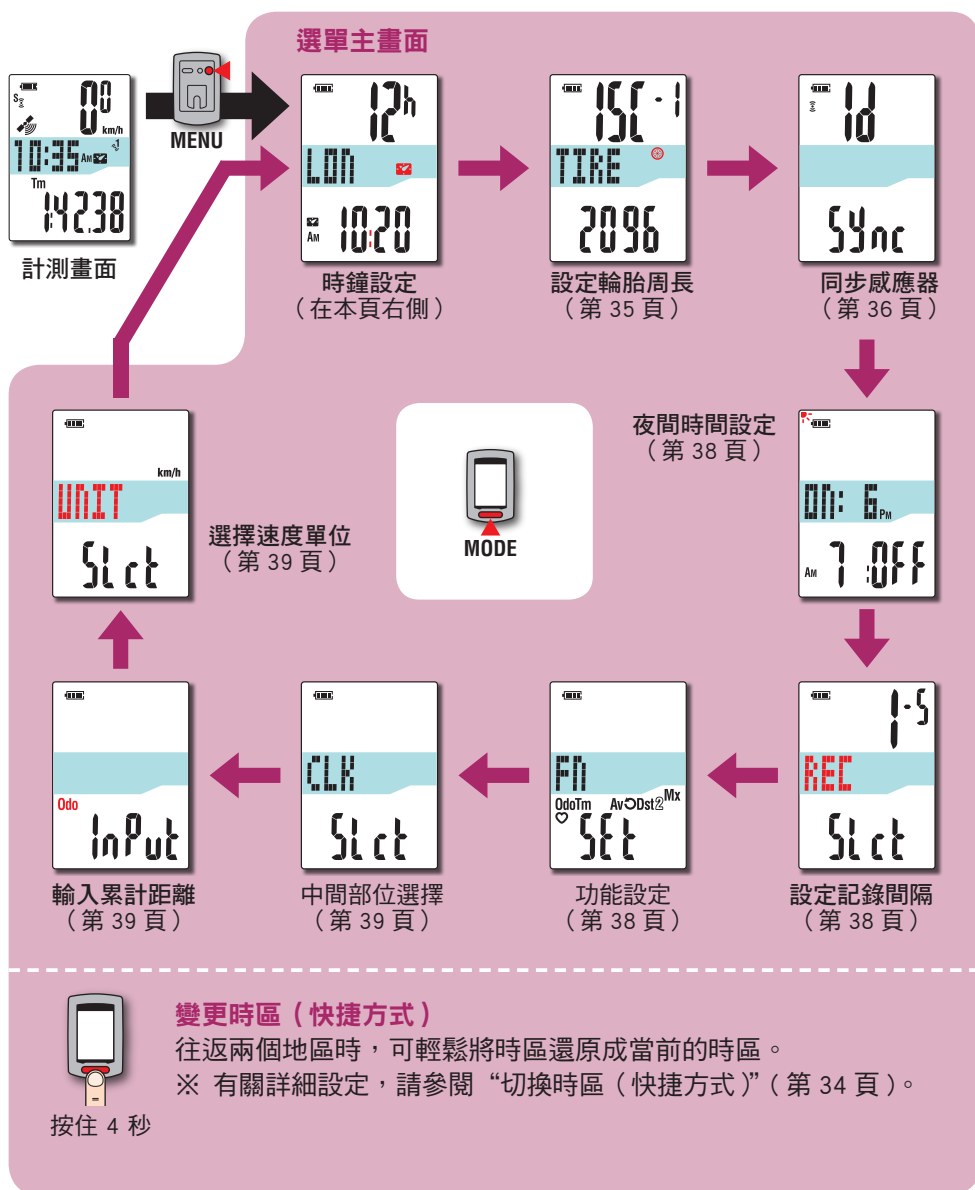 選單主畫面
S
00
0 km/h
10:35 AM 1
Tm
1:42.38
計測畫面
MENU
12h
LON
AM 10:20
時鐘設定
（在本頁右側）
ISC-1
TIRE
2096
設定輪胎周長
（第 35 頁）
Id
SYnc
同步感應器
（第 36 頁）
夜間時間設定
（第 38 頁）
ON: 6 PM
AM 7 :OFF
MODE
km/h
UNIT
SLct
選擇速度單位
（第 39 頁）
Odo
InPut
輸入累計距離
（第 39 頁）
CLK
SLct
中間部位選擇
（第 39 頁）
FN
OdoTm Av Dst2 Mx
SEt
功能設定
（第 38 頁）
1-5
REC
SLct
設定記錄間隔
（第 38 頁）
變更時區（快捷方式）
往返兩個地區時，可輕鬆將時區還原成當前的時區。
※ 有關詳細設定，請參閱“切換時區（快捷方式）”（第 34 頁）。
按住 4 秒